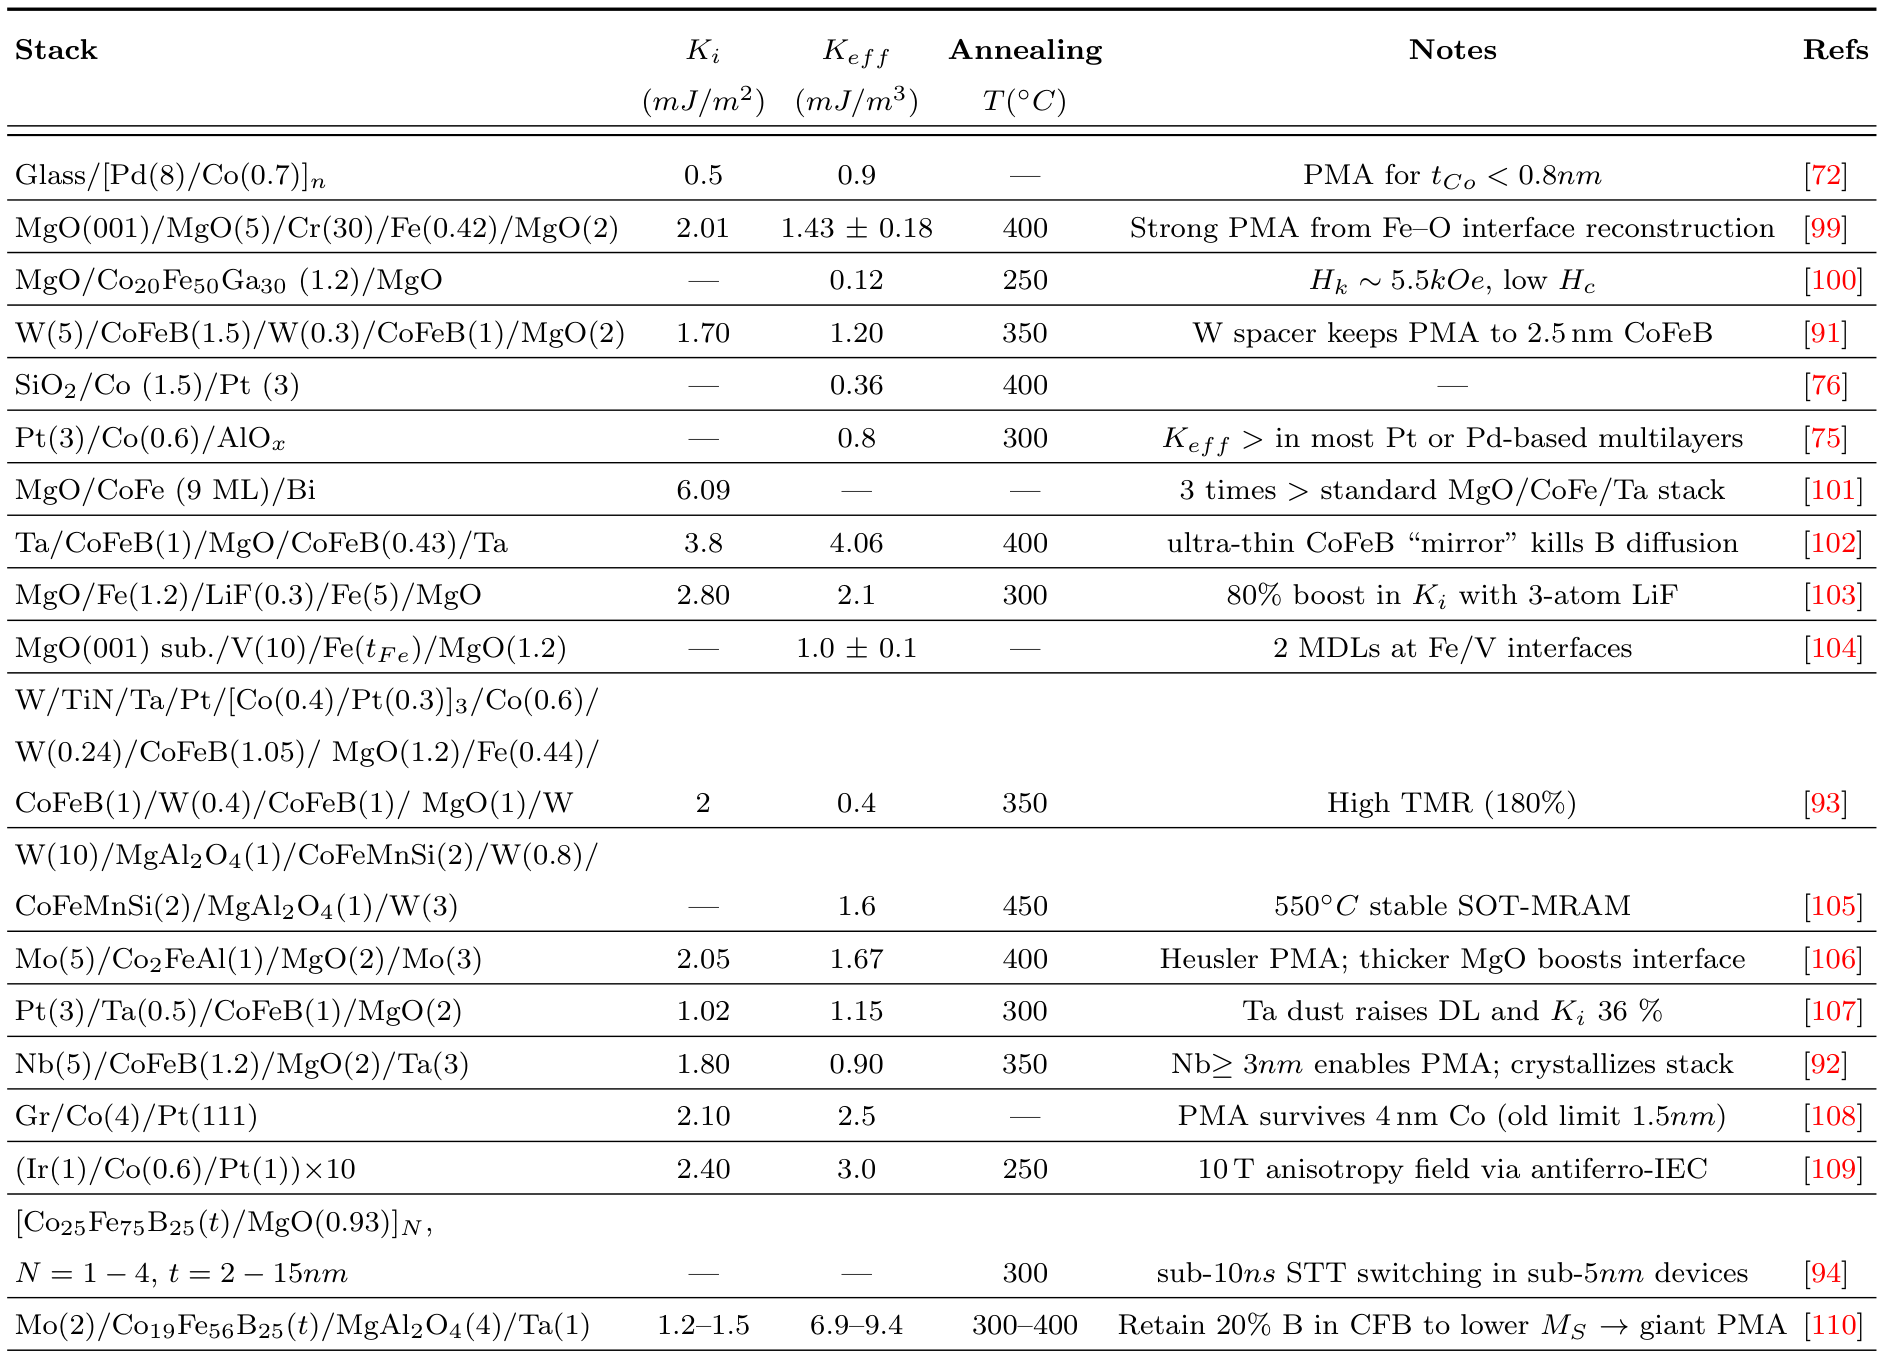 Stack K_i K_eff Annealing Notes Refs
(mJ/m²) (mJ/m³) T(°C)
Glass/[Pd(8)/Co(0.7)]ₙ 0.5 0.9 — PMA for t_Co < 0.8nm [72]
MgO(001)/MgO(5)/Cr(30)/Fe(0.42)/MgO(2) 2.01 1.43 ± 0.18 400 Strong PMA from Fe–O interface reconstruction [99]
MgO/Co₂₀Fe₅₀Ga₃₀ (1.2)/MgO — 0.12 250 H_k ∼ 5.5kOe, low H_c [100]
W(5)/CoFeB(1.5)/W(0.3)/CoFeB(1)/MgO(2) 1.70 1.20 350 W spacer keeps PMA to 2.5 nm CoFeB [91]
SiO₂/Co (1.5)/Pt (3) — 0.36 400 — [76]
Pt(3)/Co(0.6)/AlOₓ — 0.8 300 K_eff > in most Pt or Pd-based multilayers [75]
MgO/CoFe (9 ML)/Bi 6.09 — — 3 times > standard MgO/CoFe/Ta stack [101]
Ta/CoFeB(1)/MgO/CoFeB(0.43)/Ta 3.8 4.06 400 ultra-thin CoFeB “mirror” kills B diffusion [102]
MgO/Fe(1.2)/LiF(0.3)/Fe(5)/MgO 2.80 2.1 300 80% boost in K_i with 3-atom LiF [103]
MgO(001) sub./V(10)/Fe(t_Fe)/MgO(1.2) — 1.0 ± 0.1 — 2 MDLs at Fe/V interfaces [104]
W/TiN/Ta/Pt/[Co(0.4)/Pt(0.3)]₃/Co(0.6)/
W(0.24)/CoFeB(1.05)/ MgO(1.2)/Fe(0.44)/
CoFeB(1)/W(0.4)/CoFeB(1)/ MgO(1)/W 2 0.4 350 High TMR (180%) [93]
W(10)/MgAl₂O₄(1)/CoFeMnSi(2)/W(0.8)/
CoFeMnSi(2)/MgAl₂O₄(1)/W(3) — 1.6 450 550°C stable SOT-MRAM [105]
Mo(5)/Co₂FeAl(1)/MgO(2)/Mo(3) 2.05 1.67 400 Heusler PMA; thicker MgO boosts interface [106]
Pt(3)/Ta(0.5)/CoFeB(1)/MgO(2) 1.02 1.15 300 Ta dust raises DL and K_i 36 % [107]
Nb(5)/CoFeB(1.2)/MgO(2)/Ta(3) 1.80 0.90 350 Nb≥ 3nm enables PMA; crystallizes stack [92]
Gr/Co(4)/Pt(111) 2.10 2.5 — PMA survives 4 nm Co (old limit 1.5nm) [108]
(Ir(1)/Co(0.6)/Pt(1))×10 2.40 3.0 250 10 T anisotropy field via antiferro-IEC [109]
[Co₂₅Fe₇₅B₂₅(t)/MgO(0.93)]_N,
N = 1 − 4, t = 2 − 15nm — — 300 sub-10ns STT switching in sub-5nm devices [94]
Mo(2)/Co₁₉Fe₅₆B₂₅(t)/MgAl₂O₄(4)/Ta(1) 1.2–1.5 6.9–9.4 300–400 Retain 20% B in CFB to lower M_S → giant PMA [110]